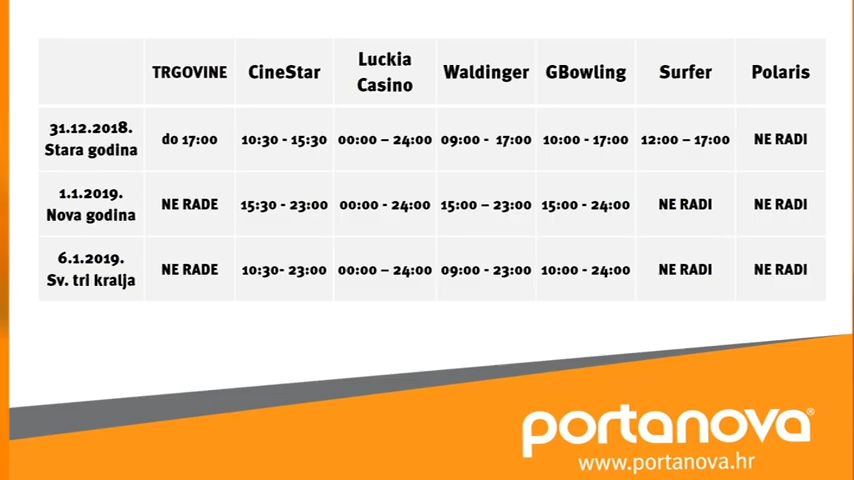 TRGOVINE CineStar Luckia Casino Waldinger GBowling Surfer Polaris
31.12.2018. Stara godina do 17:00 10:30 - 15:30 00:00 – 24:00 09:00 - 17:00 10:00 - 17:00 12:00 – 17:00 NE RADI
1.1.2019. Nova godina NE RADE 15:30 - 23:00 00:00 - 24:00 15:00 – 23:00 15:00 - 24:00 NE RADI NE RADI
6.1.2019. Sv. tri kralja NE RADE 10:30- 23:00 00:00 – 24:00 09:00 - 23:00 10:00 - 24:00 NE RADI NE RADI
portanova®
www.portanova.hr